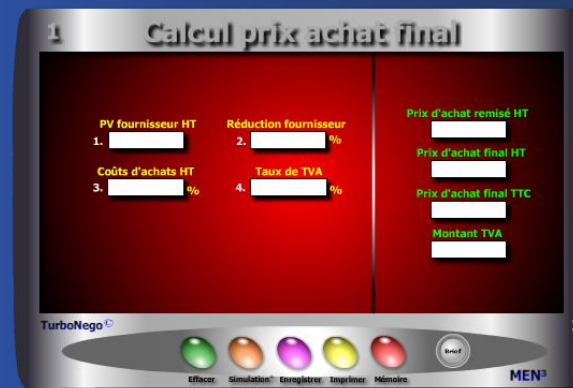 1 Calcul prix achat final
PV fournisseur HT
1.
Réduction fournisseur
2. %
Coûts d'achats HT
3. %
Taux de TVA
4. %
Prix d'achat remisé HT
Prix d'achat final HT
Prix d'achat final TTC
Montant TVA
TurboNego©
Effacer Simulation+ Enregistrer Imprimer Mémoire
Brief
MEN³